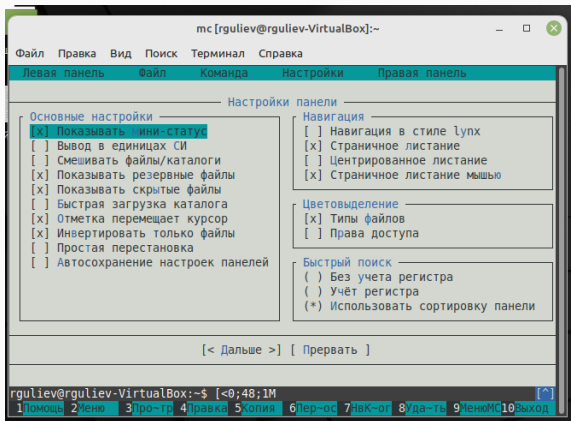 mc [rguliev@rguliev-VirtualBox]:~
Файл Правка Вид Поиск Терминал Справка
Левая панель Файл Команда Настройки Правая панель
Настройки панели
Основные настройки
[x] Показывать мини-статус
[ ] Вывод в единицах СИ
[ ] Смешивать файлы/каталоги
[x] Показывать резервные файлы
[x] Показывать скрытые файлы
[ ] Быстрая загрузка каталога
[x] Отметка перемещает курсор
[x] Инвертировать только файлы
[ ] Простая перестановка
[ ] Автосохранение настроек панелей
Навигация
[ ] Навигация в стиле lynx
[x] Страничное листание
[ ] Центрированное листание
[x] Страничное листание мышью
Цветовыделение
[x] Типы файлов
[ ] Права доступа
Быстрый поиск
( ) Без учета регистра
( ) Учёт регистра
(*) Использовать сортировку панели
[< Дальше >] [ Прервать ]
rguliev@rguliev-VirtualBox:~$ [<0;48;1M [^]
1Помощь 2Меню 3Про~тр 4Правка 5Копия 6Пер~ос 7НвК~ог 8Уда~ть 9МенюМС 10Выход